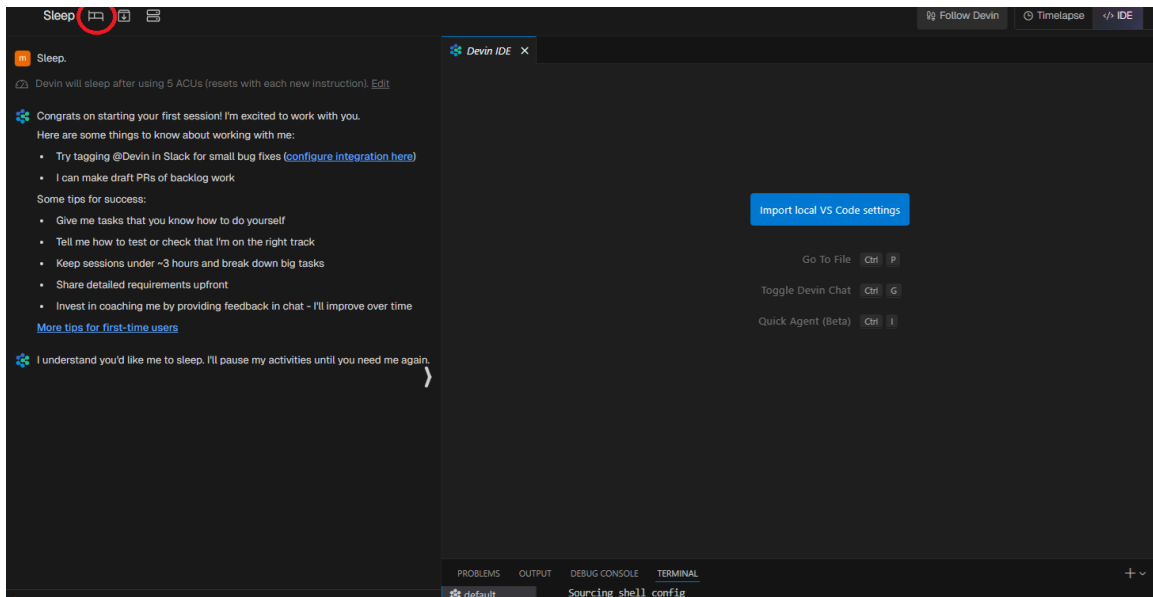 Sleep
Follow Devin
Timelapse
</> IDE
m Sleep.
Devin will sleep after using 5 ACUs (resets with each new instruction). Edit
Congrats on starting your first session! I'm excited to work with you.
Here are some things to know about working with me:
• Try tagging @Devin in Slack for small bug fixes (configure integration here)
• I can make draft PRs of backlog work
Some tips for success:
• Give me tasks that you know how to do yourself
• Tell me how to test or check that I'm on the right track
• Keep sessions under ~3 hours and break down big tasks
• Share detailed requirements upfront
• Invest in coaching me by providing feedback in chat - I'll improve over time
More tips for first-time users
I understand you'd like me to sleep. I'll pause my activities until you need me again.
Devin IDE
Import local VS Code settings
Go To File Ctrl P
Toggle Devin Chat Ctrl G
Quick Agent (Beta) Ctrl I
PROBLEMS OUTPUT DEBUG CONSOLE TERMINAL
default
Sourcing shell config